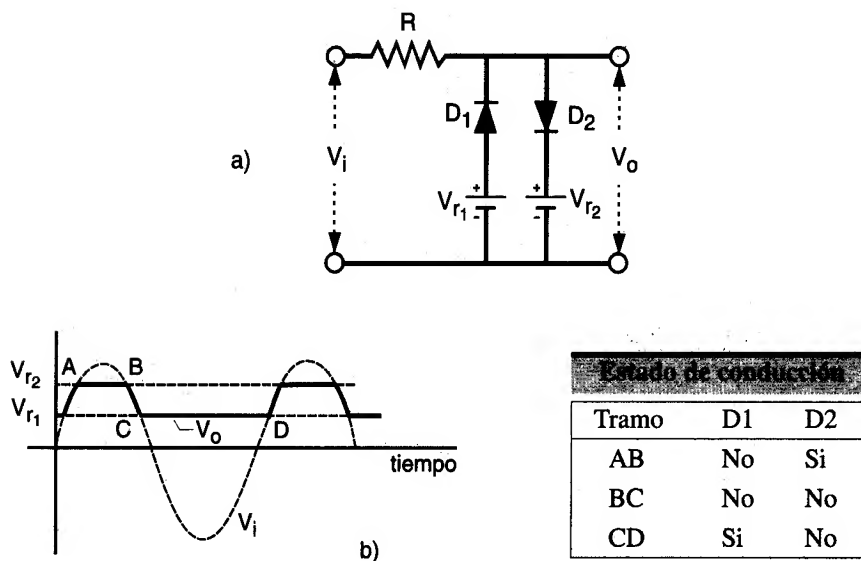 R
D1
D2
a)
Vi
Vo
+
+
Vr1
Vr2
-
-
Vr2
A
B
Vr1
C
Vo
D
tiempo
Vi
b)
Estado de conducción
Tramo D1 D2
AB No Si
BC No No
CD Si No